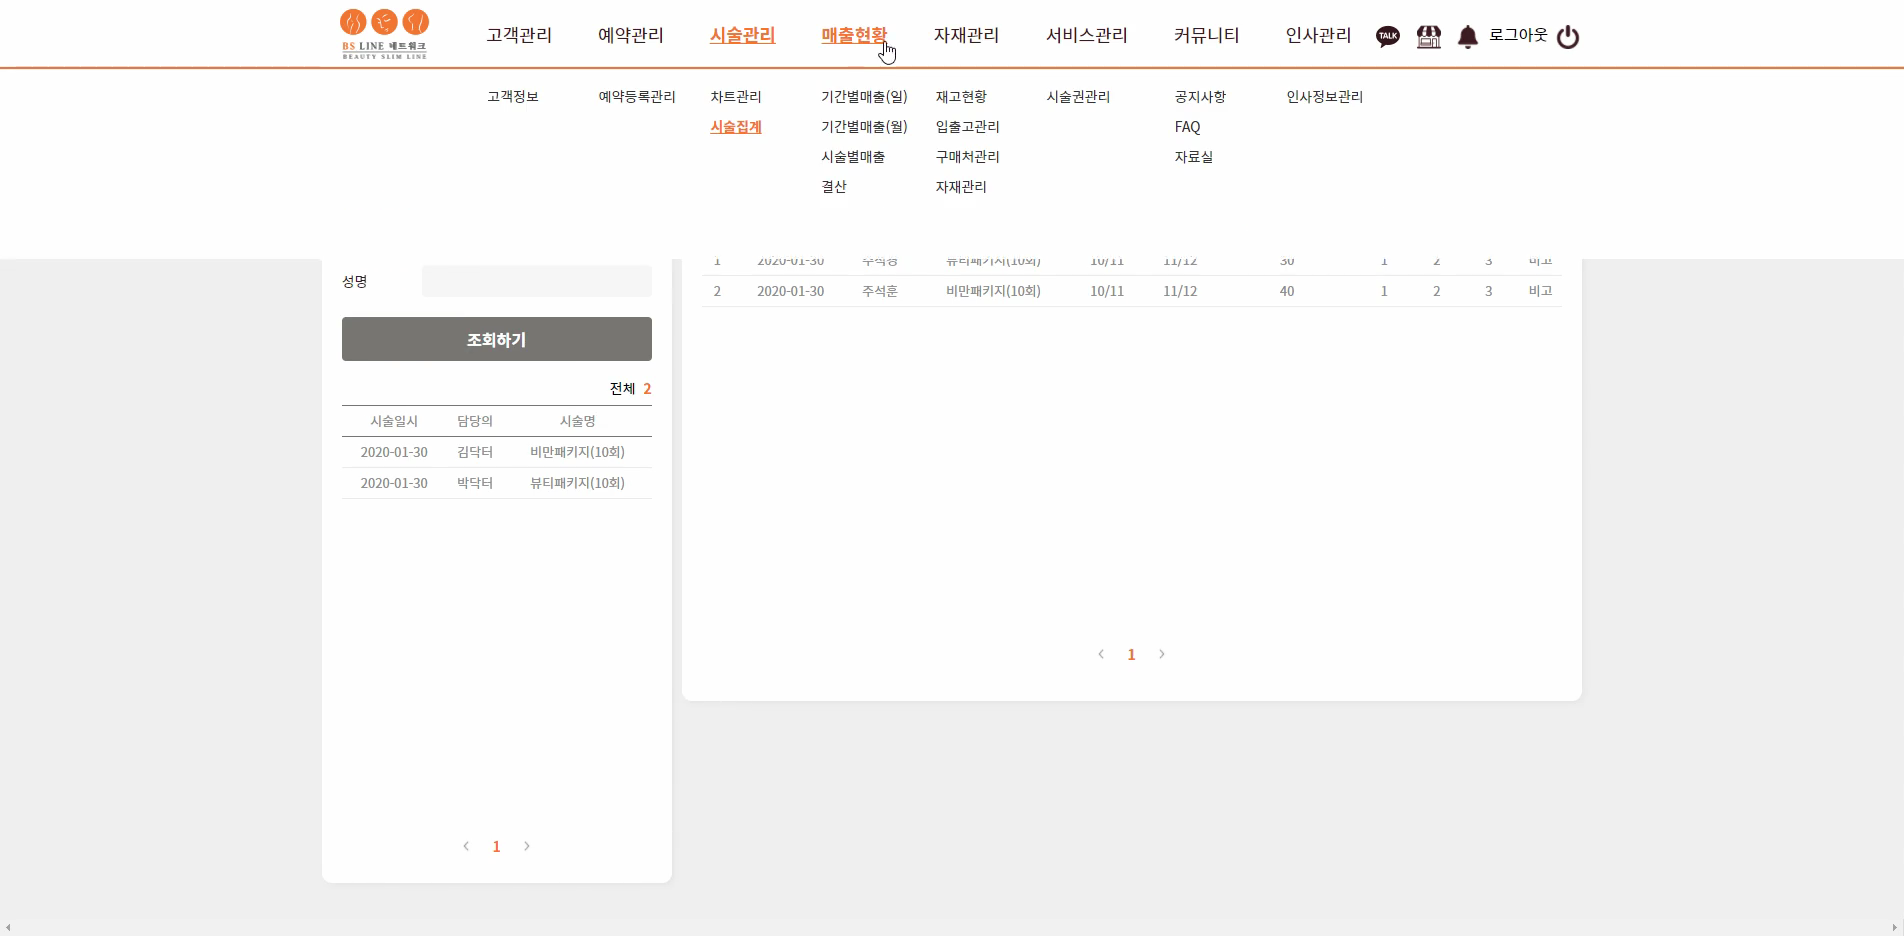 BS LINE 네트워크
BEAUTY SLIM LINE
고객관리 예약관리 시술관리 매출현황 자재관리 서비스관리 커뮤니티 인사관리 TALK 로그아웃
고객정보 예약등록관리 차트관리 기간별매출(일) 재고현황 시술권관리 공지사항 인사정보관리
시술집계 기간별매출(월) 입출고관리 FAQ
시술별매출 구매처관리 자료실
결산 자재관리
1 2020-01-30 뷰티패키지(10회) 10/11 11/12 30 1 2 3 비고
2 2020-01-30 주석훈 비만패키지(10회) 10/11 11/12 40 1 2 3 비고
< 1 >
성명
조회하기
전체 2
시술일시 담당의 시술명
2020-01-30 김닥터 비만패키지(10회)
2020-01-30 박닥터 뷰티패키지(10회)
< 1 >